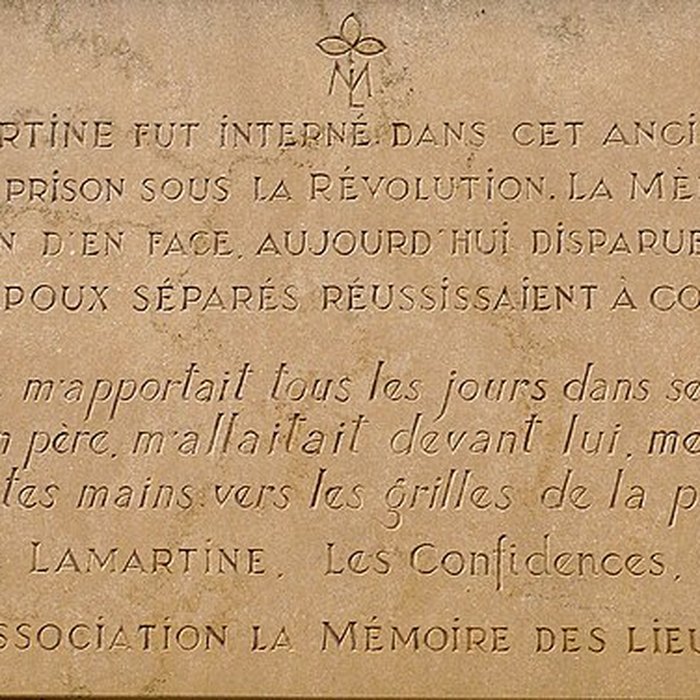 ML
RTINE FUT INTERNÉ DANS CET ANCI
PRISON SOUS LA RÉVOLUTION. LA MÈ
N D'EN FACE, AUJOURD'HUI DISPARUE
POUX SÉPARÉS RÉUSSISSAIENT À CO
m'apportait tous les jours dans se
n père, m'allaitait devant lui, me
tes mains vers les grilles de la p
LAMARTINE, Les Confidences,
SSOCIATION LA MÉMOIRE DES LIEU